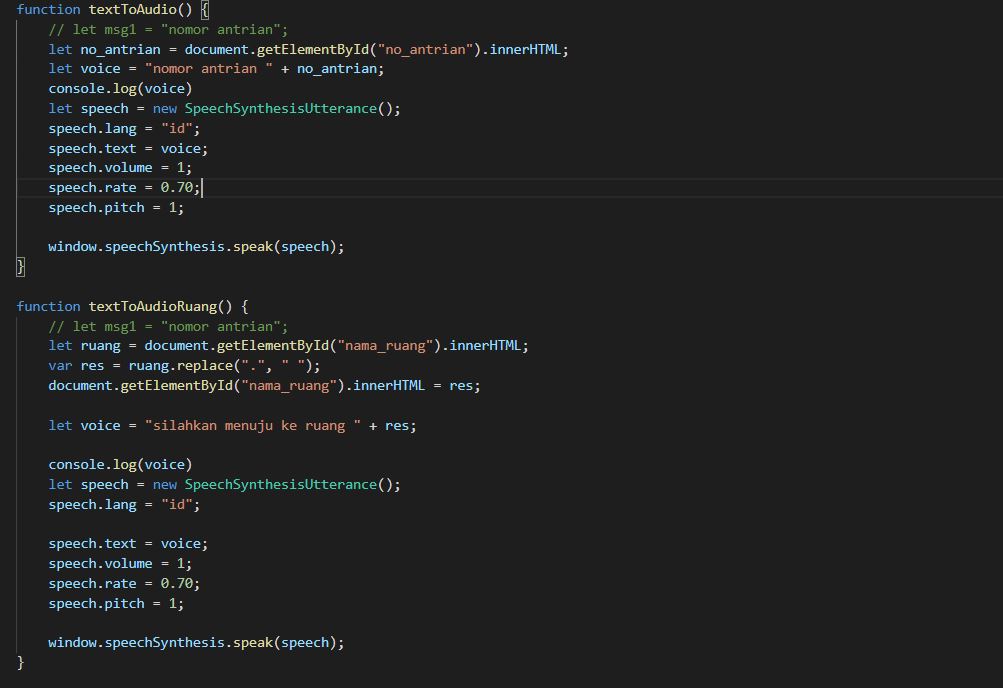 function textToAudio() {
    // let msg1 = "nomor antrian";
    let no_antrian = document.getElementById("no_antrian").innerHTML;
    let voice = "nomor antrian " + no_antrian;
    console.log(voice)
    let speech = new SpeechSynthesisUtterance();
    speech.lang = "id";
    speech.text = voice;
    speech.volume = 1;
    speech.rate = 0.70;
    speech.pitch = 1;

    window.speechSynthesis.speak(speech);
}

function textToAudioRuang() {
    // let msg1 = "nomor antrian";
    let ruang = document.getElementById("nama_ruang").innerHTML;
    var res = ruang.replace(".", " ");
    document.getElementById("nama_ruang").innerHTML = res;

    let voice = "silahkan menuju ke ruang " + res;

    console.log(voice)
    let speech = new SpeechSynthesisUtterance();
    speech.lang = "id";

    speech.text = voice;
    speech.volume = 1;
    speech.rate = 0.70;
    speech.pitch = 1;

    window.speechSynthesis.speak(speech);
}